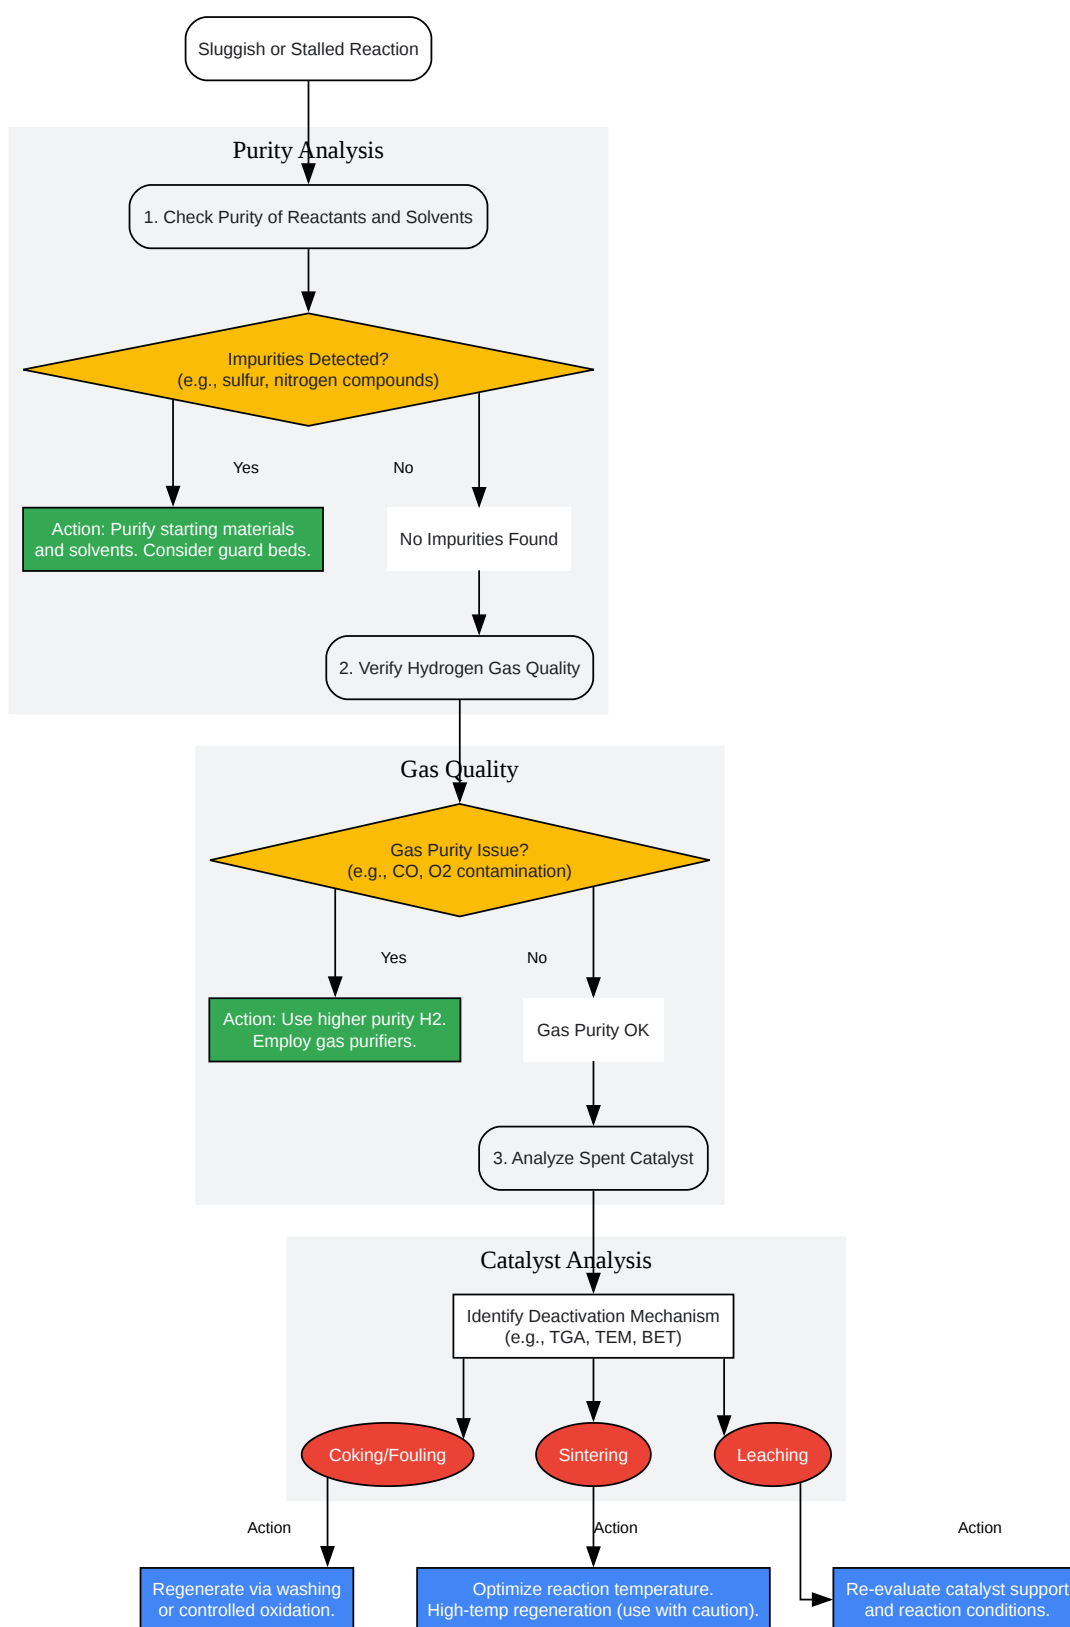 Sluggish or Stalled Reaction
Purity Analysis
1. Check Purity of Reactants and Solvents
Impurities Detected?
(e.g., sulfur, nitrogen compounds)
Yes
No
Action: Purify starting materials
and solvents. Consider guard beds.
No Impurities Found
2. Verify Hydrogen Gas Quality
Gas Quality
Gas Purity Issue?
(e.g., CO, O2 contamination)
Yes
No
Action: Use higher purity H2.
Employ gas purifiers.
Gas Purity OK
3. Analyze Spent Catalyst
Catalyst Analysis
Identify Deactivation Mechanism
(e.g., TGA, TEM, BET)
Coking/Fouling
Sintering
Leaching
Action
Action
Action
Regenerate via washing
or controlled oxidation.
Optimize reaction temperature.
High-temp regeneration (use with caution).
Re-evaluate catalyst support
and reaction conditions.